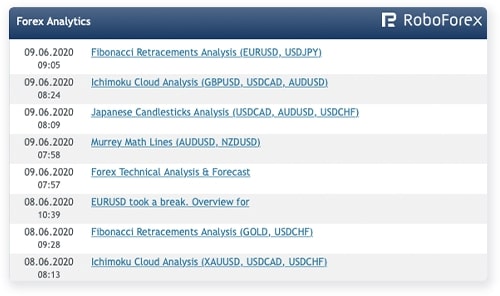 Forex Analytics
RoboForex
09.06.2020 Fibonacci Retracements Analysis (EURUSD, USDJPY)
09:05
09.06.2020 Ichimoku Cloud Analysis (GBPUSD, USDCAD, AUDUSD)
08:24
09.06.2020 Japanese Candlesticks Analysis (USDCAD, AUDUSD, USDCHF)
08:09
09.06.2020 Murrey Math Lines (AUDUSD, NZDUSD)
07:58
09.06.2020 Forex Technical Analysis & Forecast
07:57
08.06.2020 EURUSD took a break. Overview for
10:39
08.06.2020 Fibonacci Retracements Analysis (GOLD, USDCHF)
09:28
08.06.2020 Ichimoku Cloud Analysis (XAUUSD, USDCAD, USDCHF)
08:13